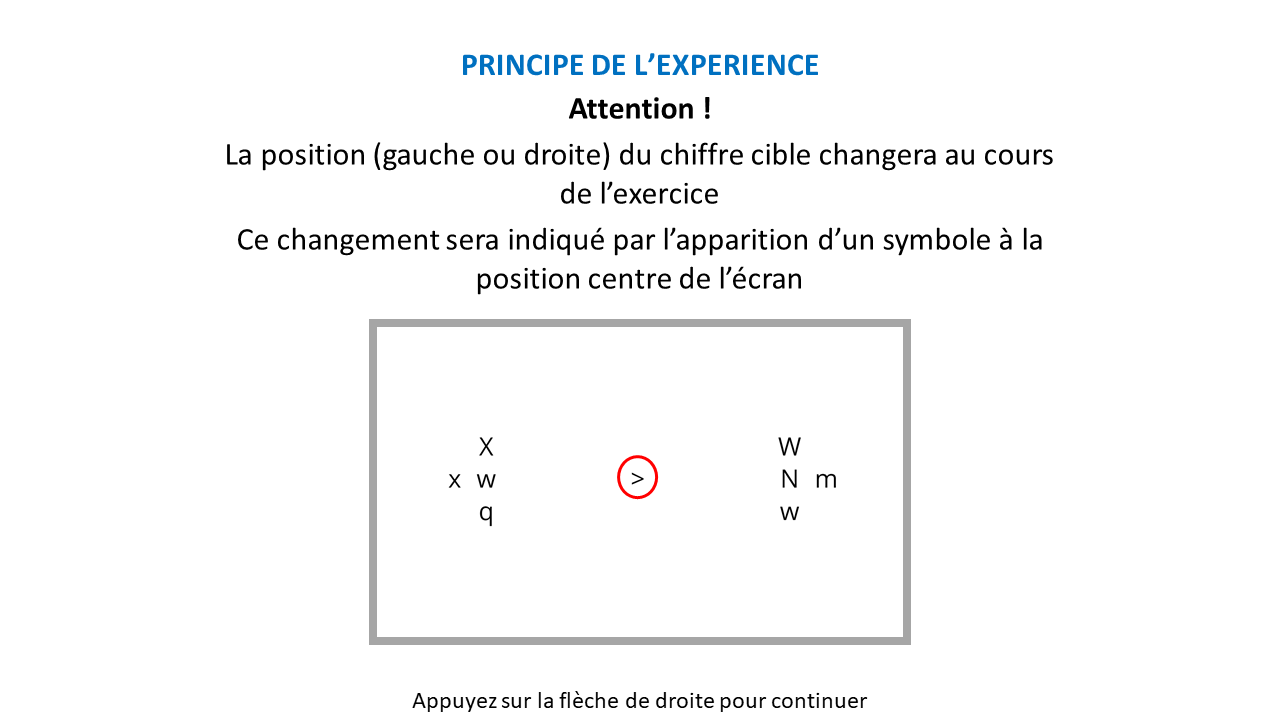 PRINCIPE DE L’EXPERIENCE
Attention !
La position (gauche ou droite) du chiffre cible changera au cours
de l’exercice
Ce changement sera indiqué par l’apparition d’un symbole à la
position centre de l’écran
X W
x w > N m
q w
Appuyez sur la flèche de droite pour continuer